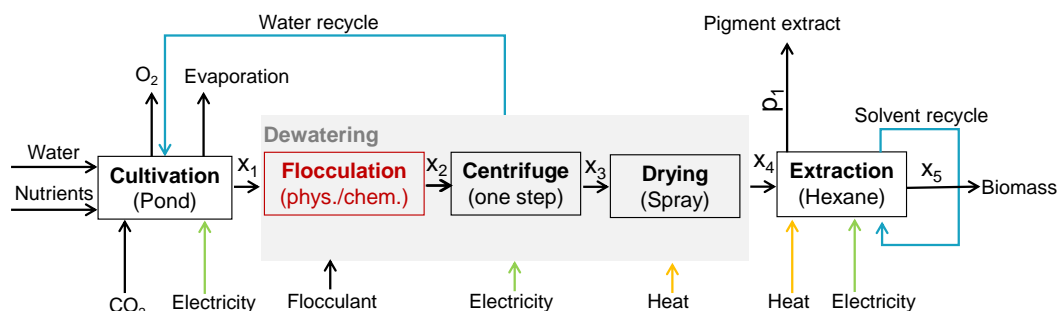 Water recycle
Pigment extract
O2
Evaporation
p1
Solvent recycle
Dewatering
Water
Nutrients
Cultivation
(Pond)
x1
Flocculation
(phys./chem.)
x2
Centrifuge
(one step)
x3
Drying
(Spray)
x4
Extraction
(Hexane)
x5
Biomass
CO2
Electricity
Flocculant
Electricity
Heat
Heat
Electricity